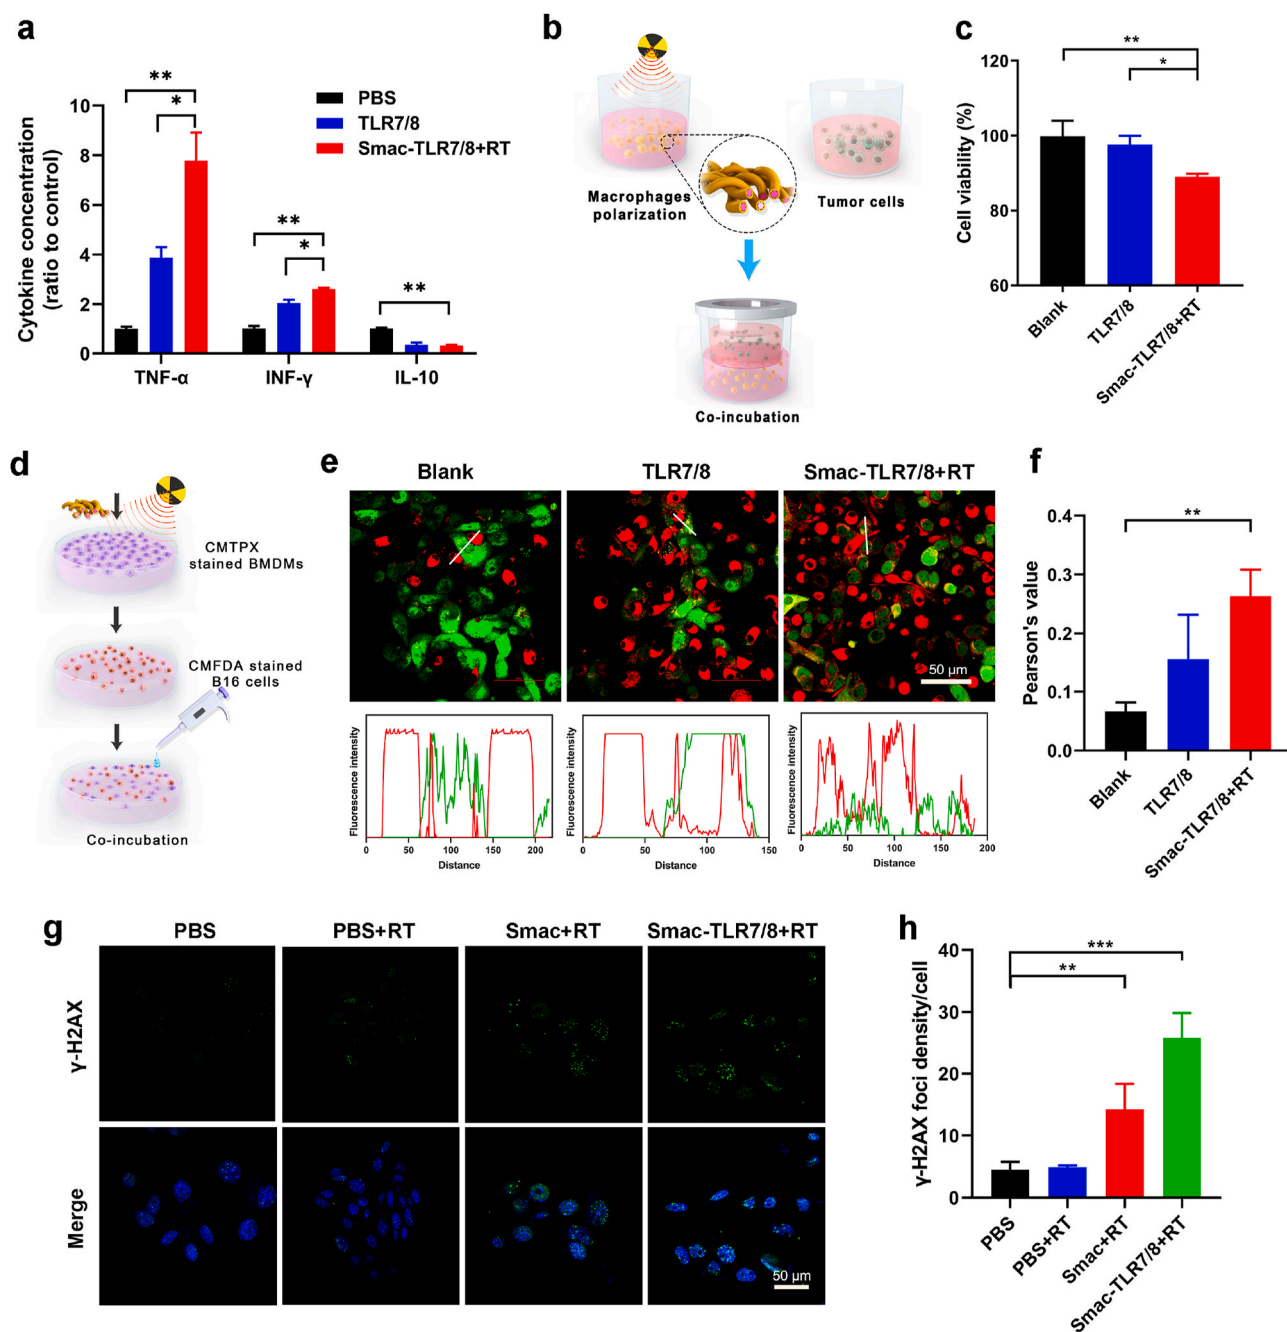 a
Cytokine concentration
(ratio to control)
10
8
6
4
2
0
**
*
**
*
**
PBS
TLR7/8
Smac-TLR7/8+RT
TNF-α
INF-γ
IL-10
b
Macrophages
polarization
Tumor cells
Co-incubation
c
Cell viability (%)
120
100
80
60
**
*
Blank
TLR7/8
Smac-TLR7/8+RT
d
CMTPX
stained BMDMs
CMFDA stained
B16 cells
Co-incubation
e
Blank
TLR7/8
Smac-TLR7/8+RT
50 μm
Fluorescence intensity
0
50
100
150
200
Distance
Fluorescence intensity
0
50
100
150
Distance
Fluorescence intensity
0
50
100
150
200
Distance
f
Pearson's value
0.4
0.3
0.2
0.1
0.0
**
Blank
TLR7/8
Smac-TLR7/8+RT
g
PBS
PBS+RT
Smac+RT
Smac-TLR7/8+RT
γ-H2AX
Merge
50 μm
h
γ-H2AX foci density/cell
40
30
20
10
0
***
**
PBS
PBS+RT
Smac+RT
Smac-TLR7/8+RT